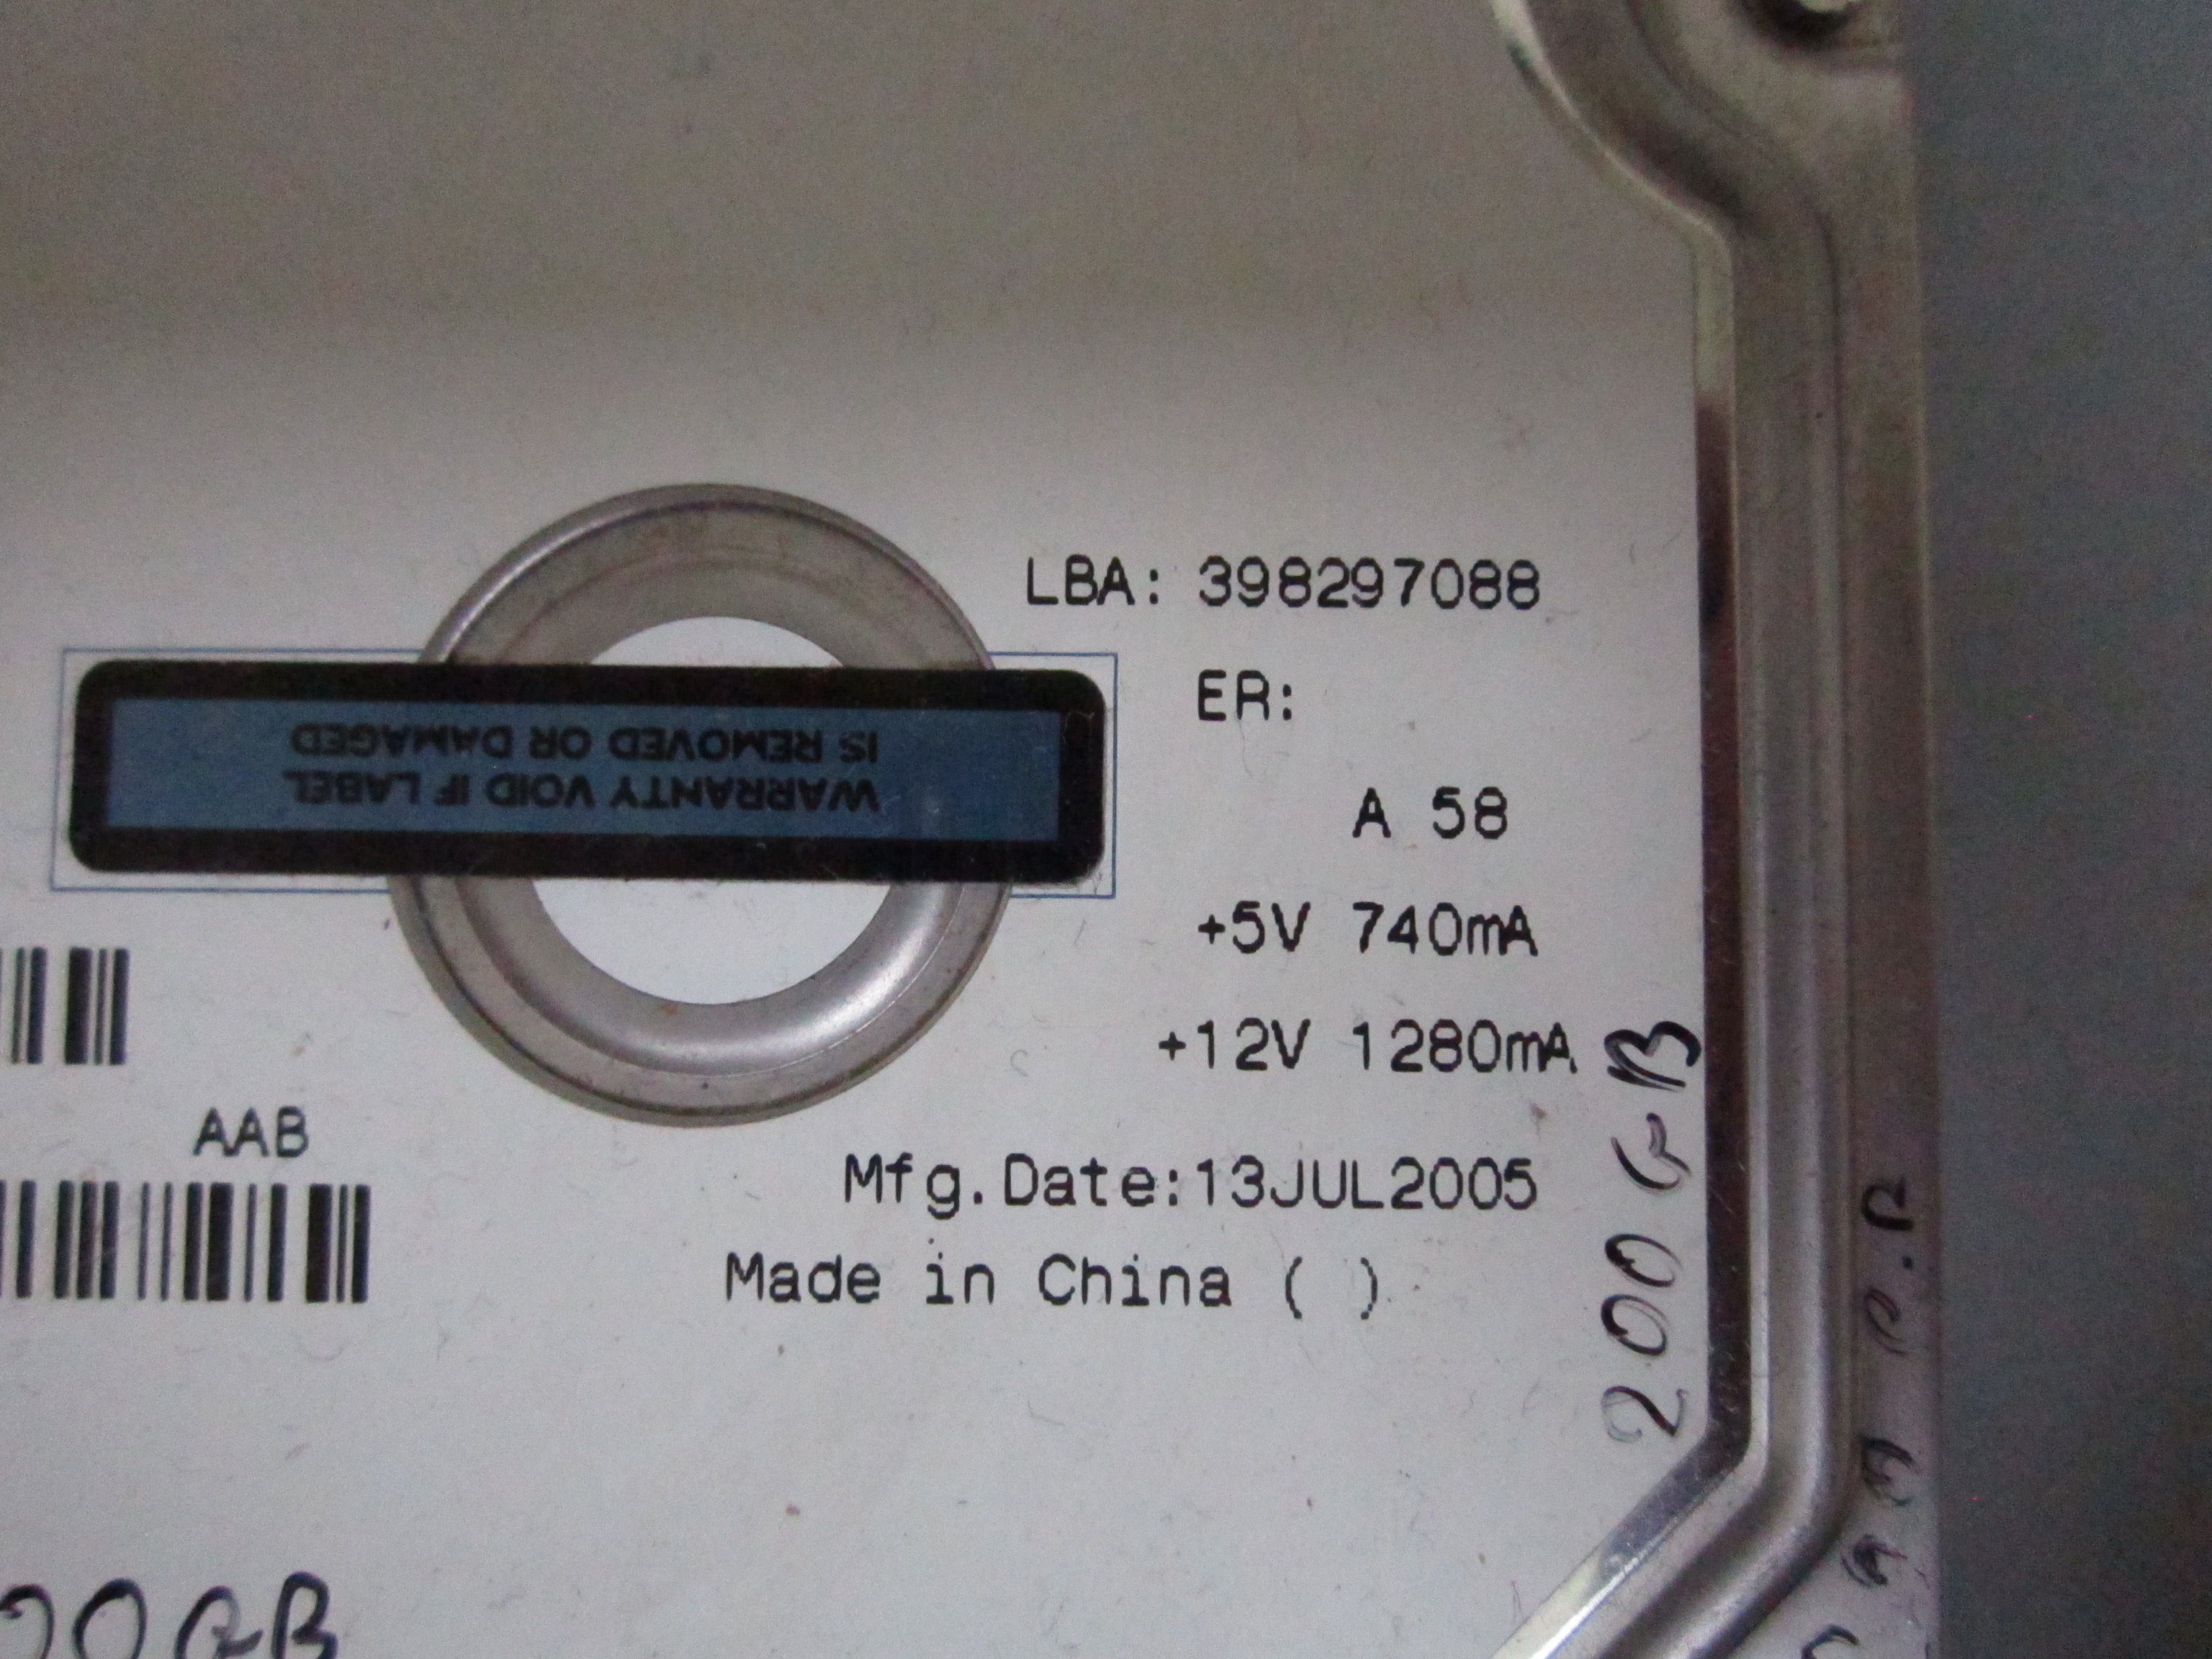 LBA: 398297088
ER:
WARRANTY VOID IF LABEL
IS REMOVED OR DAMAGED
A 58
+5V 740mA
+12V 1280mA
AAB
Mfg.Date:13JUL2005
Made in China ( )
200GB